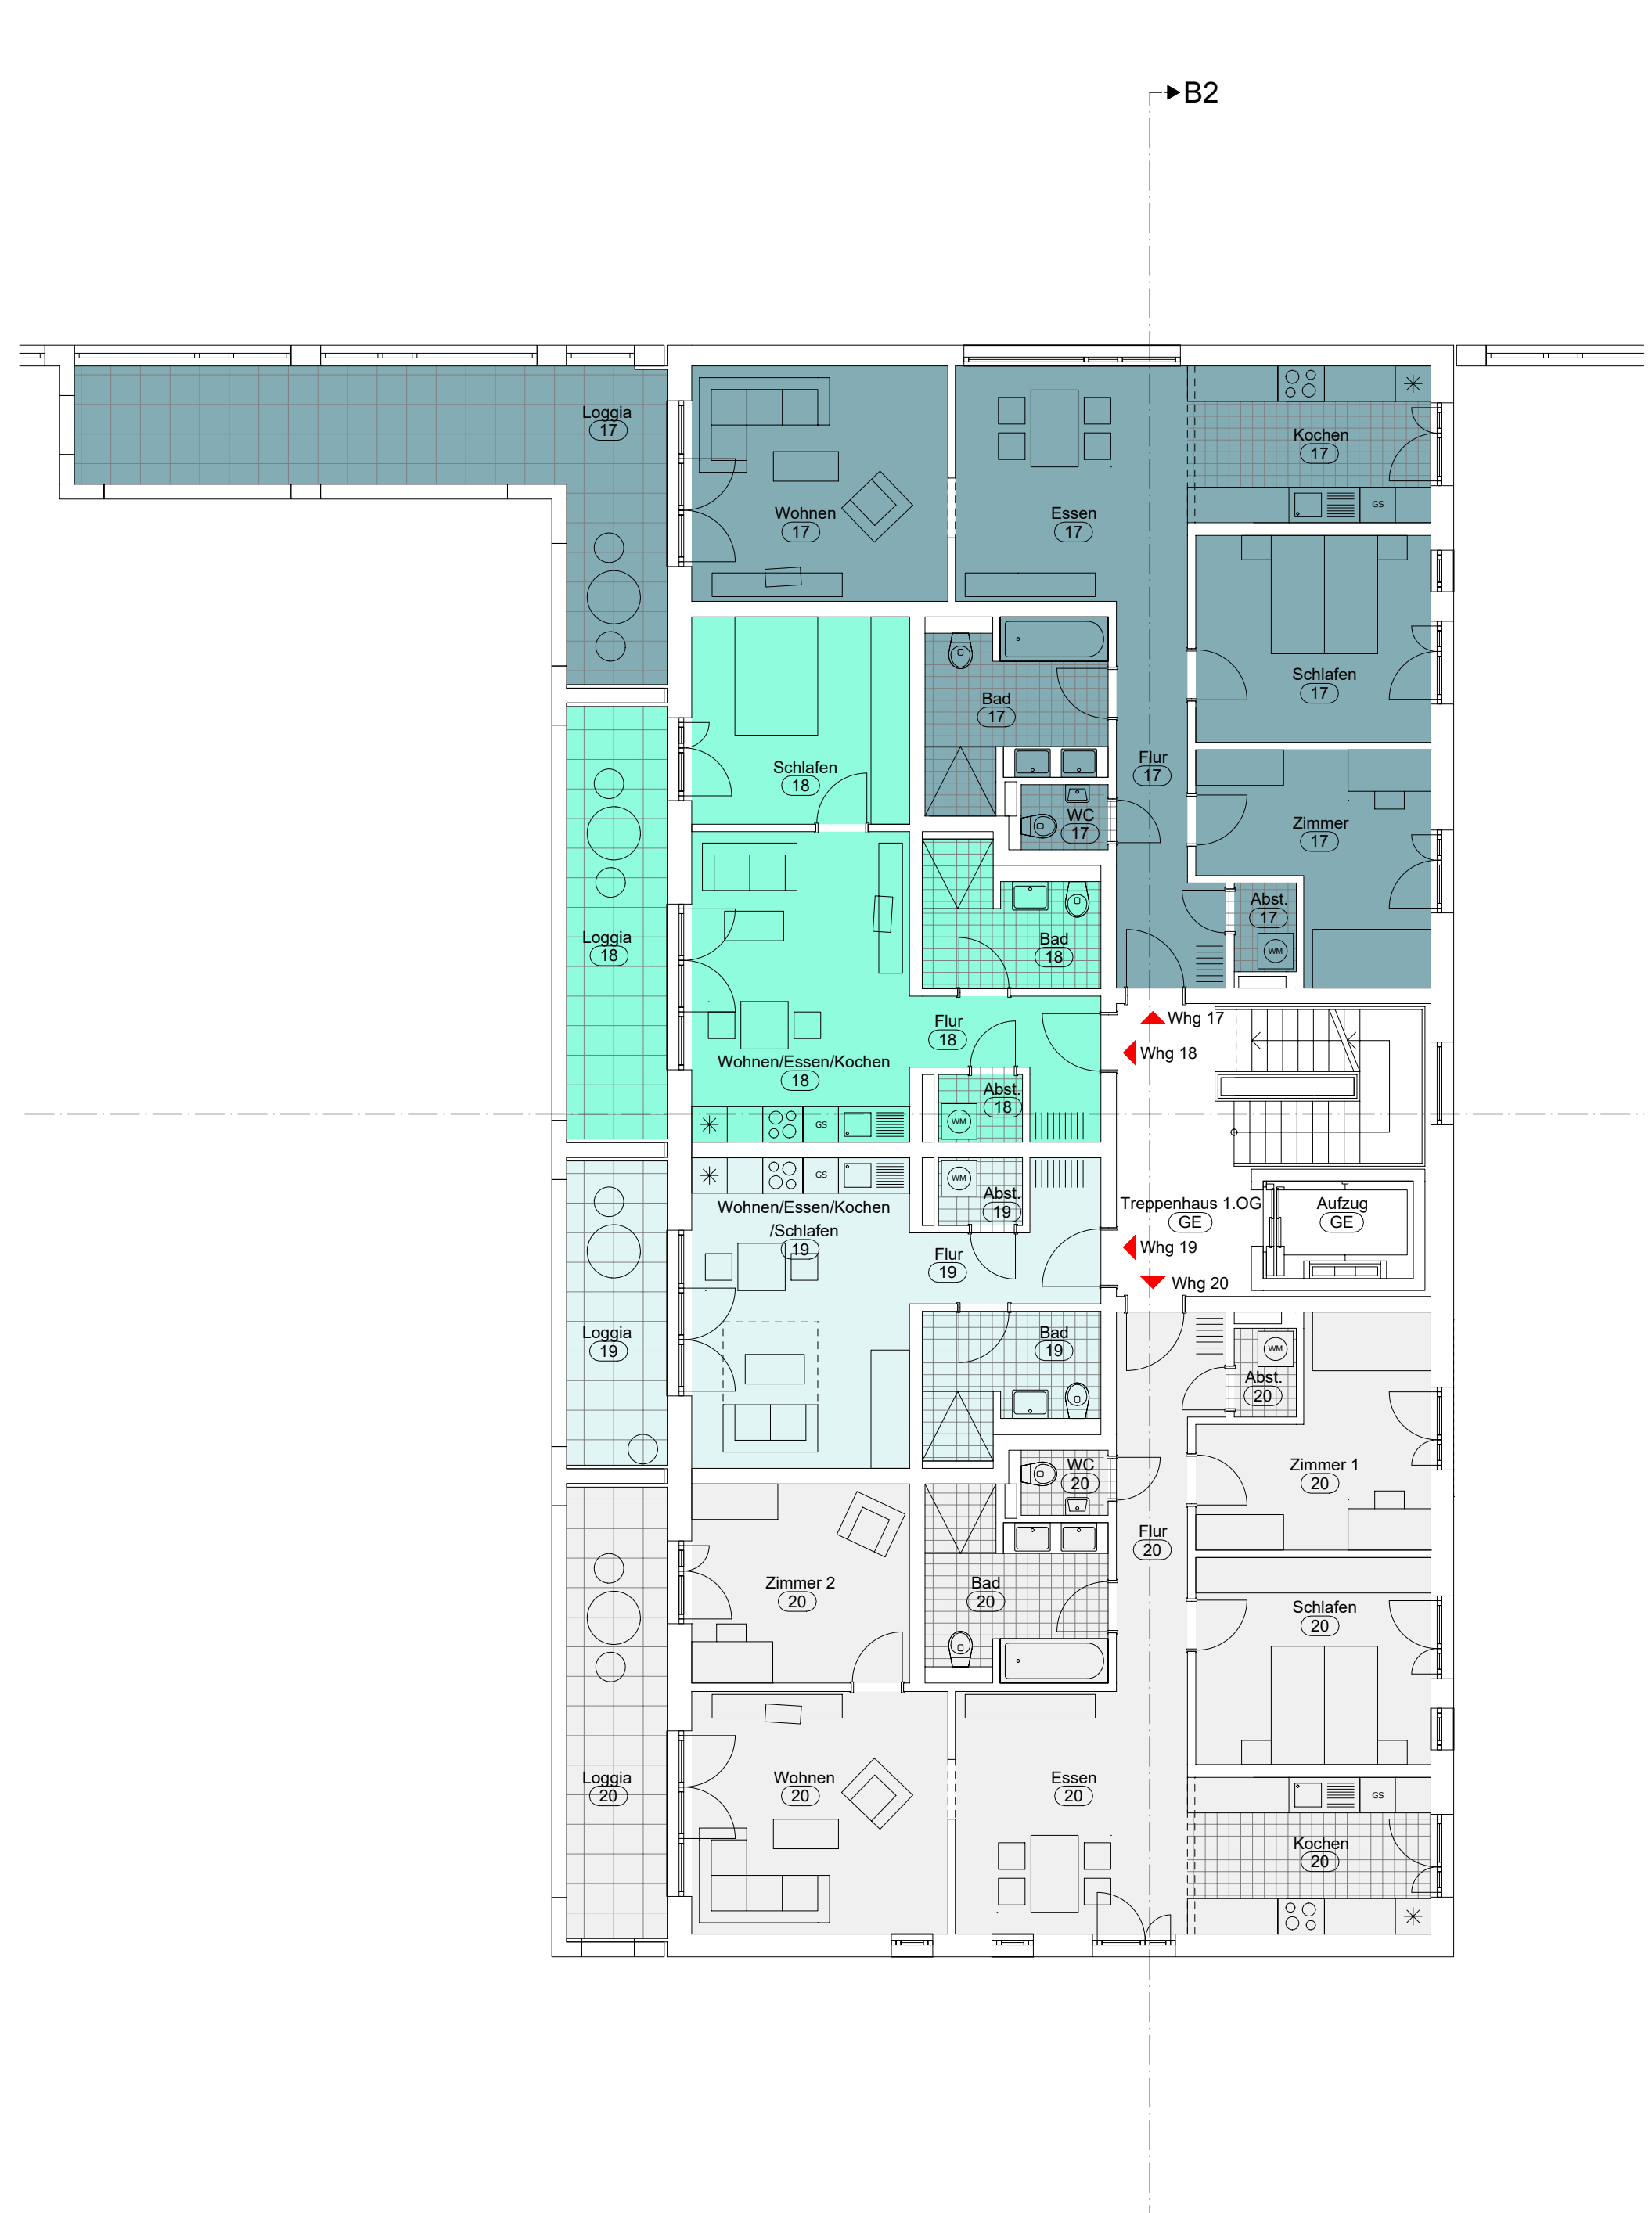 B2
Loggia
17
Wohnen
17
Essen
17
Kochen
17
GS
Schlafen
17
Bad
17
Flur
17
WC
17
Zimmer
17
Abst.
17
WM
Schlafen
18
Loggia
18
Bad
18
Flur
18
Wohnen/Essen/Kochen
18
Abst.
18
WM
GS
Whg 17
Whg 18
Treppenhaus 1.OG
GE
Aufzug
GE
Whg 19
Whg 20
GS
WM
Abst.
19
Wohnen/Essen/Kochen
/Schlafen
19
Flur
19
Loggia
19
Bad
19
WM
Abst.
20
WC
20
Zimmer 1
20
Flur
20
Zimmer 2
20
Bad
20
Schlafen
20
Loggia
20
Wohnen
20
Essen
20
GS
Kochen
20